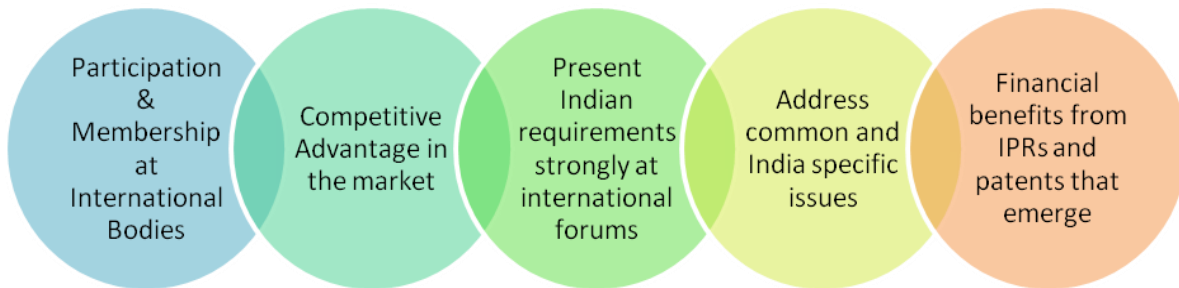 Participation
&
Membership
at
International
Bodies
Competitive
Advantage in
the market
Present
Indian
requirements
strongly at
international
forums
Address
common and
India specific
issues
Financial
benefits from
IPRs and
patents that
emerge